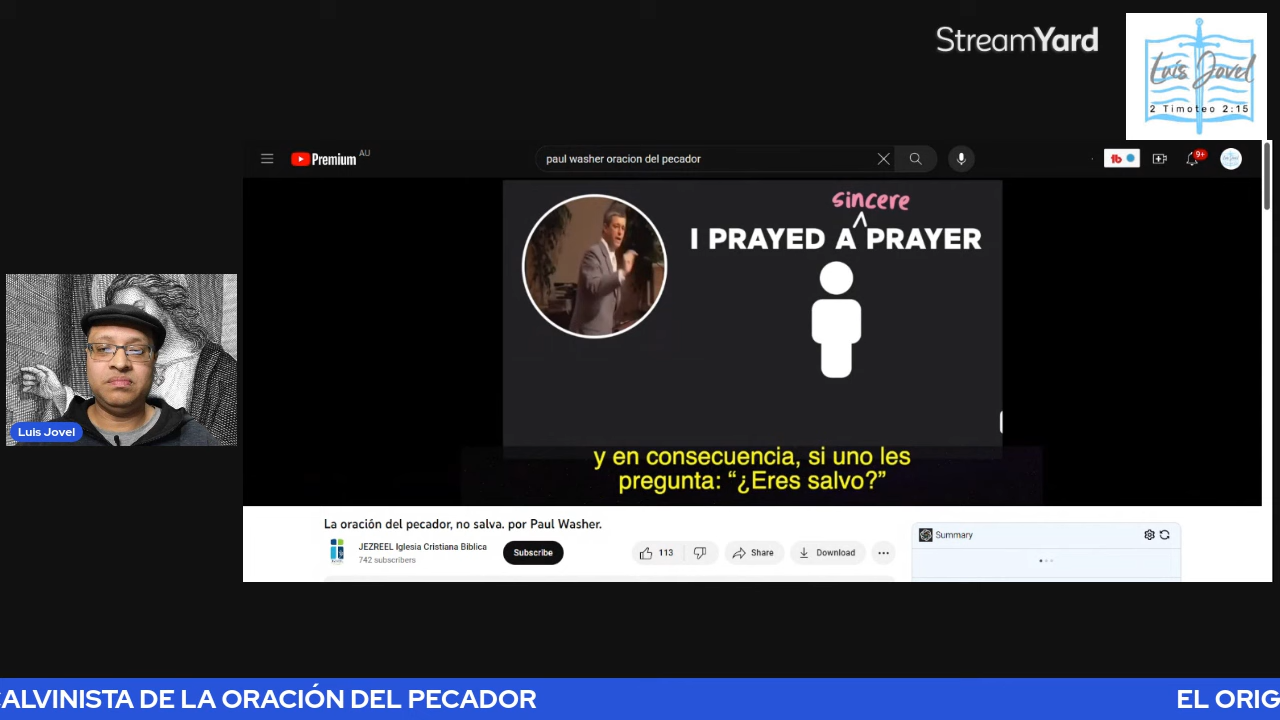 StreamYard
Luis Jovel
2 Timoteo 2:15
Premium AU
paul washer oracion del pecador
9+
sincere
I PRAYED A PRAYER
y en consecuencia, si uno les
pregunta: “¿Eres salvo?”
Luis Jovel
La oración del pecador, no salva. por Paul Washer.
JEZREEL Iglesia Cristiana Biblica
742 subscribers
Subscribe
113
Share
Download
Summary
CALVINISTA DE LA ORACIÓN DEL PECADOR
EL ORIG